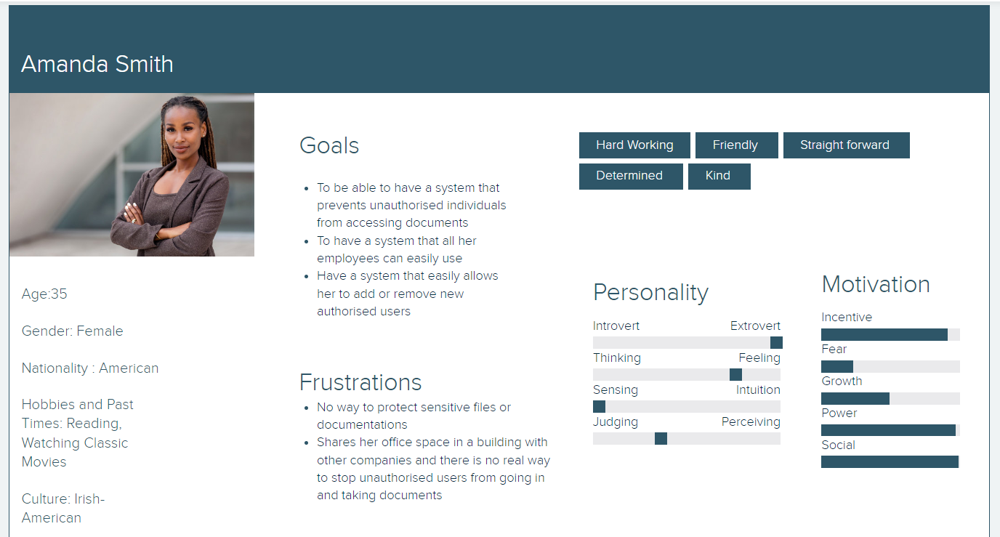 Amanda Smith
Age:35
Gender: Female
Nationality : American
Hobbies and Past
Times: Reading,
Watching Classic
Movies
Culture: Irish-
American
Goals
To be able to have a system that
prevents unauthorised individuals
from accessing documents
To have a system that all her
employees can easily use
Have a system that easily allows
her to add or remove new
authorised users
Frustrations
No way to protect sensitive files or
documentations
Shares her office space in a building with
other companies and there is no real way
to stop unauthorised users from going in
and taking documents
Hard Working Friendly Straight forward
Determined Kind
Personality
Introvert Extrovert
Thinking Feeling
Sensing Intuition
Judging Perceiving
Motivation
Incentive
Fear
Growth
Power
Social